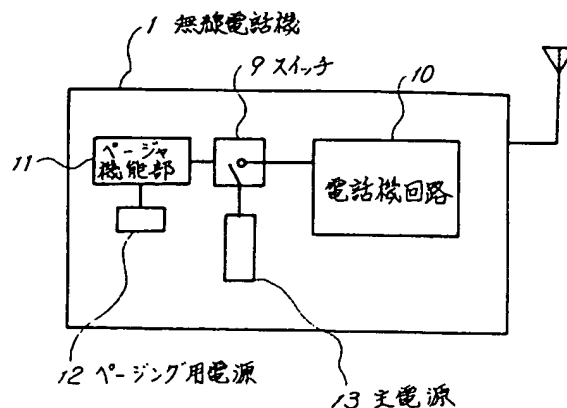 1 無線電話機
9 スイッチ
10
11
ページャ
機能部
電話機回路
12 ページング用電源
13 主電源